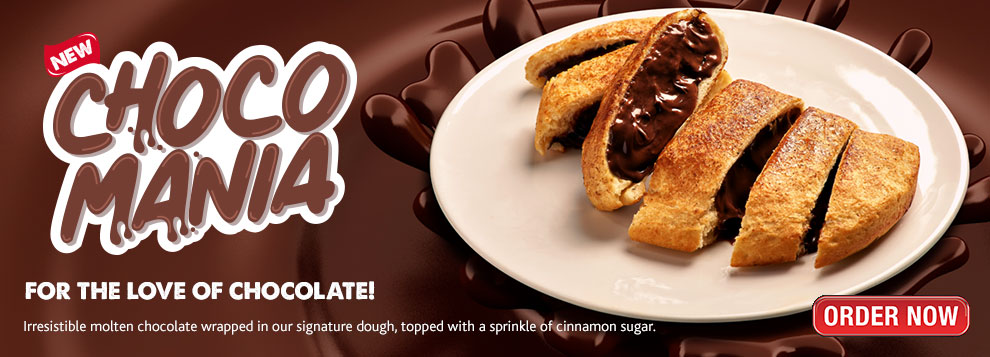 NEW
CHOCO
MANIA
FOR THE LOVE OF CHOCOLATE!
Irresistible molten chocolate wrapped in our signature dough, topped with a sprinkle of cinnamon sugar.
ORDER NOW